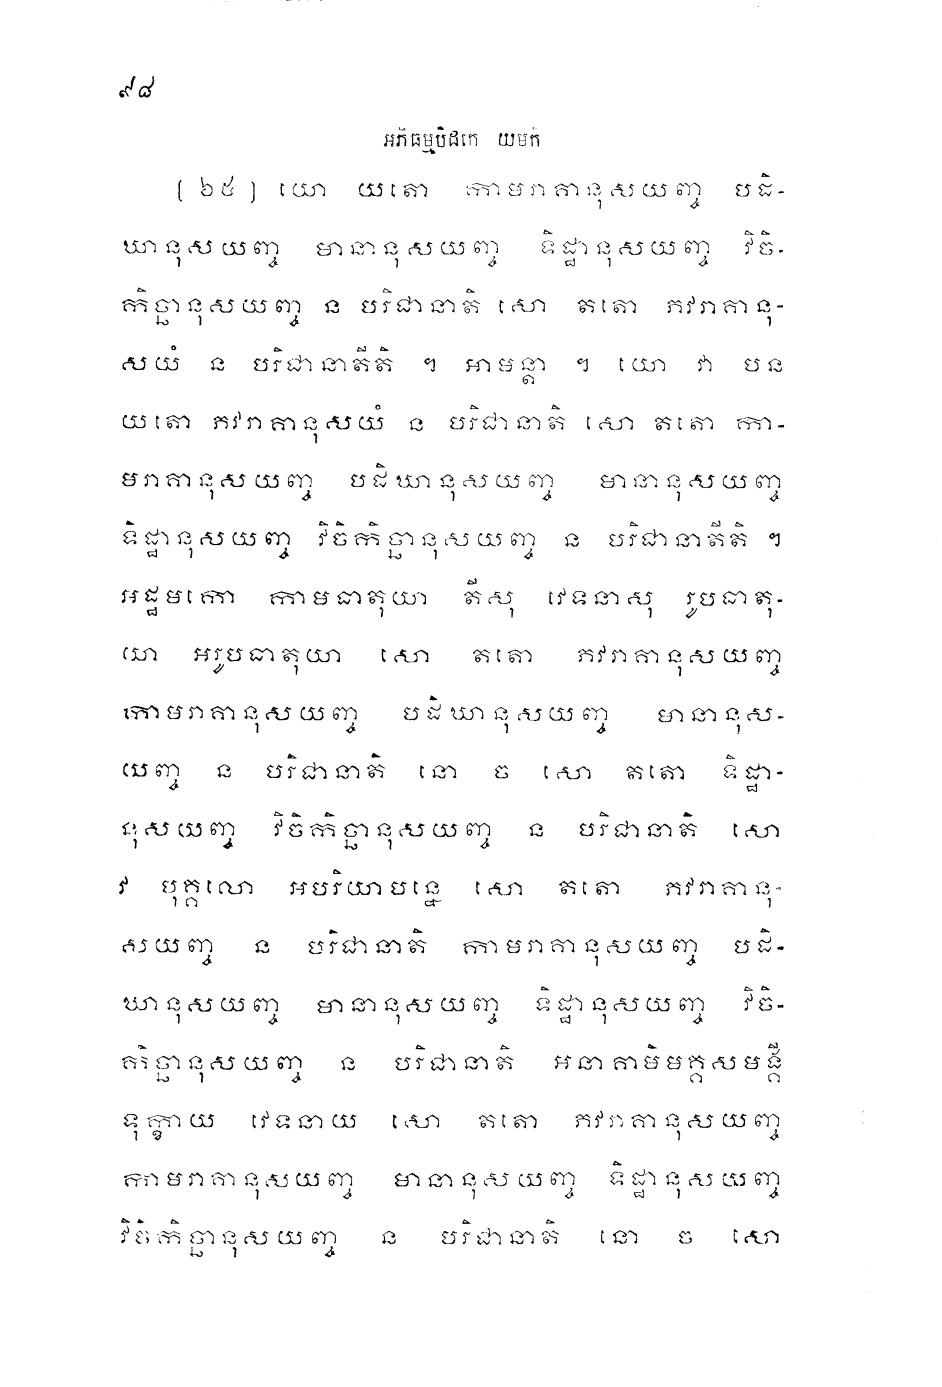 ៩៨
អភិធម្មបិដកេ យមកំ
(៦៥) យោ យតោ កាមរាគានុសយញ្ច បដិ-
ឃានុសយញ្ច មានានុសយញ្ច ទិដ្ឋានុសយញ្ច វិចិ-
កិច្ឆានុសយញ្ច ន បរិជានាតិ សោ តតោ ភវរាគានុ-
សយំ ន បរិជានាតីតិ ។ អាមន្តា ។ យោ វា បន
យតោ ភវរាគានុសយំ ន បរិជានាតិ សោ តតោ កា-
មរាគានុសយញ្ច បដិឃានុសយញ្ច មានានុសយញ្ច
ទិដ្ឋានុសយញ្ច វិចិកិច្ឆានុសយញ្ច ន បរិជានាតីតិ ។
អដ្ឋមកោ កាមធាតុយា តីសុ វេទនាសុ រូបធាតុ-
យា អរូបធាតុយា សោ តតោ ភវរាគានុសយញ្ច
កាមរាគានុសយញ្ច បដិឃានុសយញ្ច មានានុស-
យញ្ច ន បរិជានាតិ នោ ច សោ តតោ ទិដ្ឋា-
នុសយញ្ច វិចិកិច្ឆានុសយញ្ច ន បរិជានាតិ សោ
វ បុគ្គលោ អបរិយាបន្នេ សោ តតោ ភវរាគានុ-
សយញ្ច ន បរិជានាតិ កាមរាគានុសយញ្ច បដិ-
ឃានុសយញ្ច មានានុសយញ្ច ទិដ្ឋានុសយញ្ច វិចិ-
កិច្ឆានុសយញ្ច ន បរិជានាតិ អនាគាមិមគ្គសមង្គី
ទុក្ខាយ វេទនាយ សោ តតោ ភវរាគានុសយញ្ច
កាមរាគានុសយញ្ច មានានុសយញ្ច ទិដ្ឋានុសយញ្ច
វិចិកិច្ឆានុសយញ្ច ន បរិជានាតិ នោ ច សោ